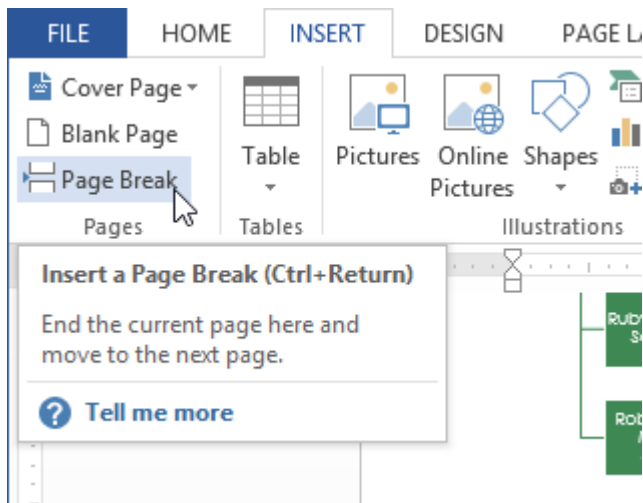 FILE HOME INSERT DESIGN PAGE
Cover Page
Blank Page
Page Break
Pages
Table
Tables
Pictures
Online
Pictures
Shapes
Illustrations
Insert a Page Break (Ctrl+Return)
End the current page here and
move to the next page.
Tell me more